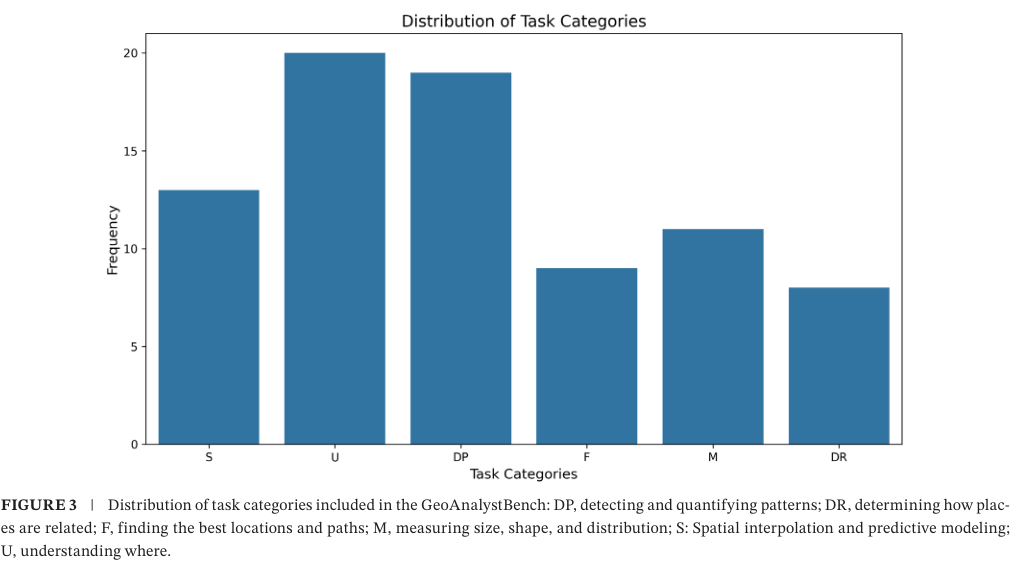 Distribution of Task Categories
20
15
10
5
0
Frequency
S U DP F M DR
Task Categories
FIGURE 3 | Distribution of task categories included in the GeoAnalystBench: DP, detecting and quantifying patterns; DR, determining how plac-
es are related; F, finding the best locations and paths; M, measuring size, shape, and distribution; S: Spatial interpolation and predictive modeling;
U, understanding where.